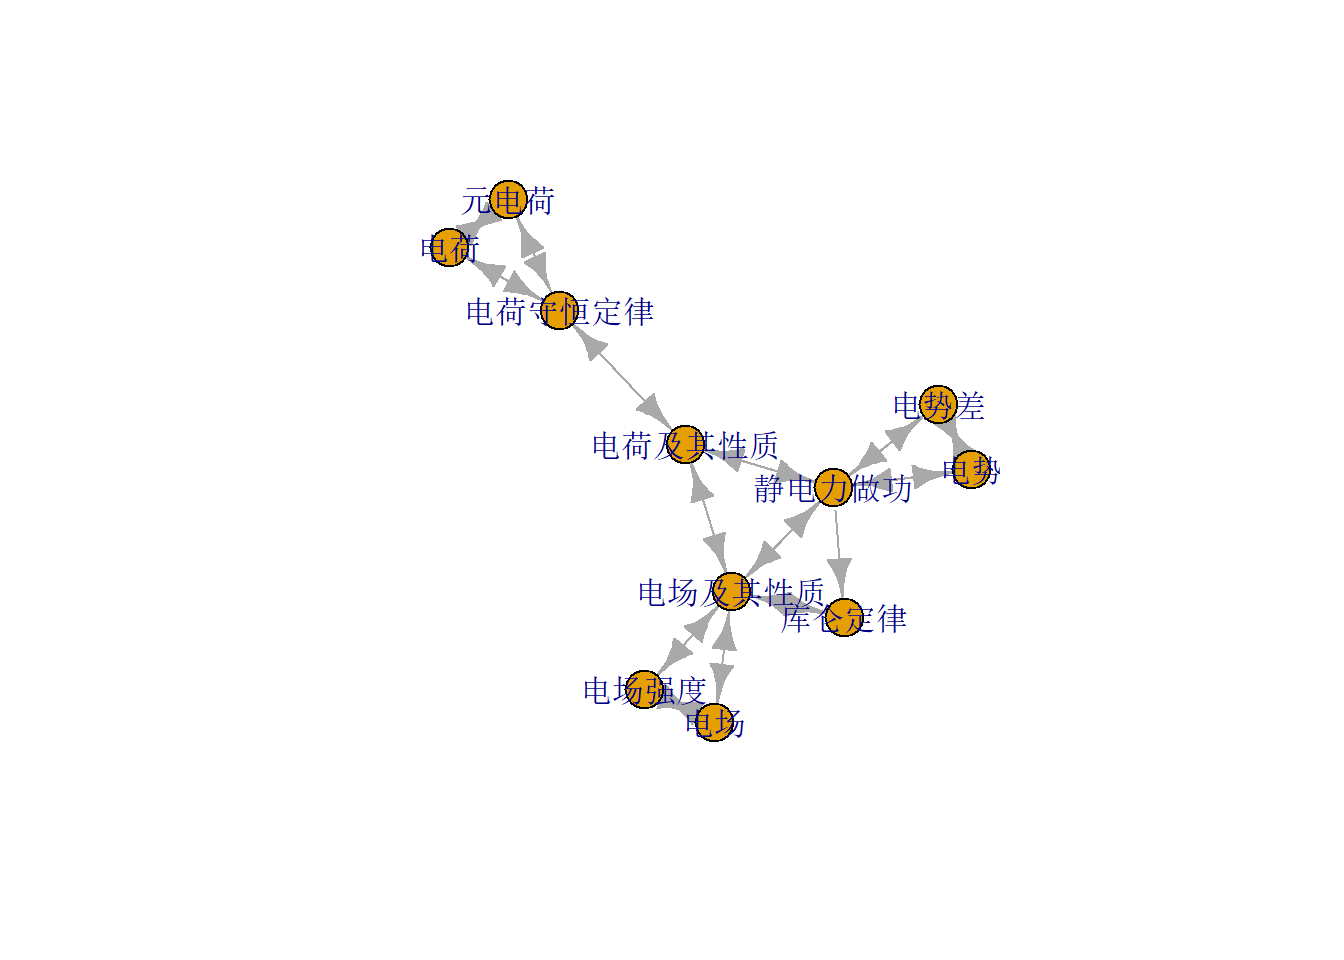 元电荷
电荷
电荷守恒定律
电势差
电荷及其性质
电势
静电力做功
电场及其性质
库仑定律
电场强度
电场